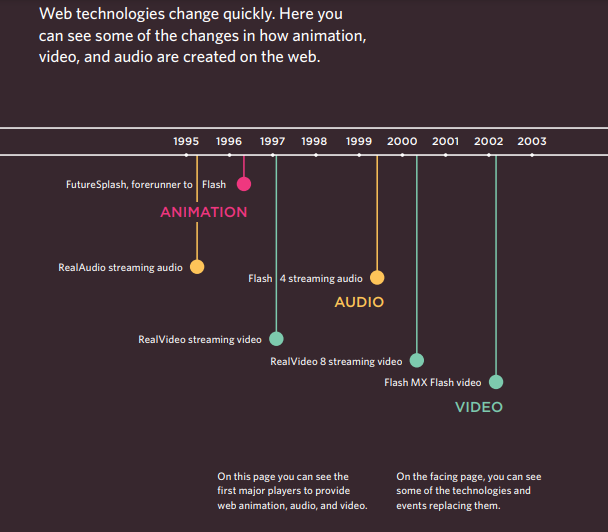 Web technologies change quickly. Here you
can see some of the changes in how animation,
video, and audio are created on the web.
1995 1996 1997 1998 1999 2000 2001 2002 2003
FutureSplash, forerunner to Flash
ANIMATION
RealAudio streaming audio
Flash 4 streaming audio
AUDIO
RealVideo streaming video
RealVideo 8 streaming video
Flash MX Flash video
VIDEO
On this page you can see the
first major players to provide
web animation, audio, and video.
On the facing page, you can see
some of the technologies and
events replacing them.